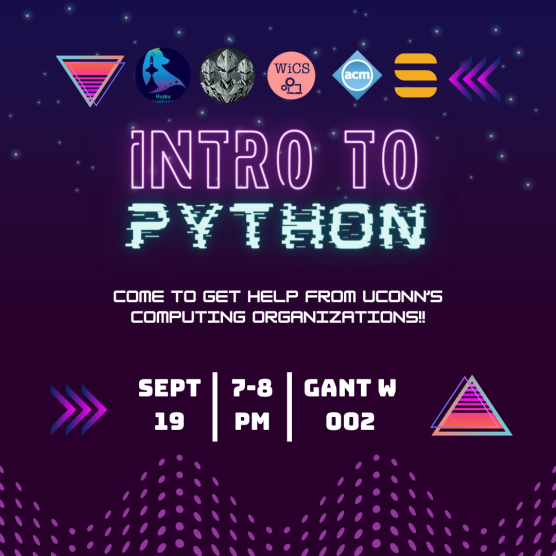 Husky
WiCS
acm
INTRO TO
PYTHON
COME TO GET HELP FROM UCONN'S
COMPUTING ORGANIZATIONS!!
SEPT 19
7-8 PM
GANT W 002